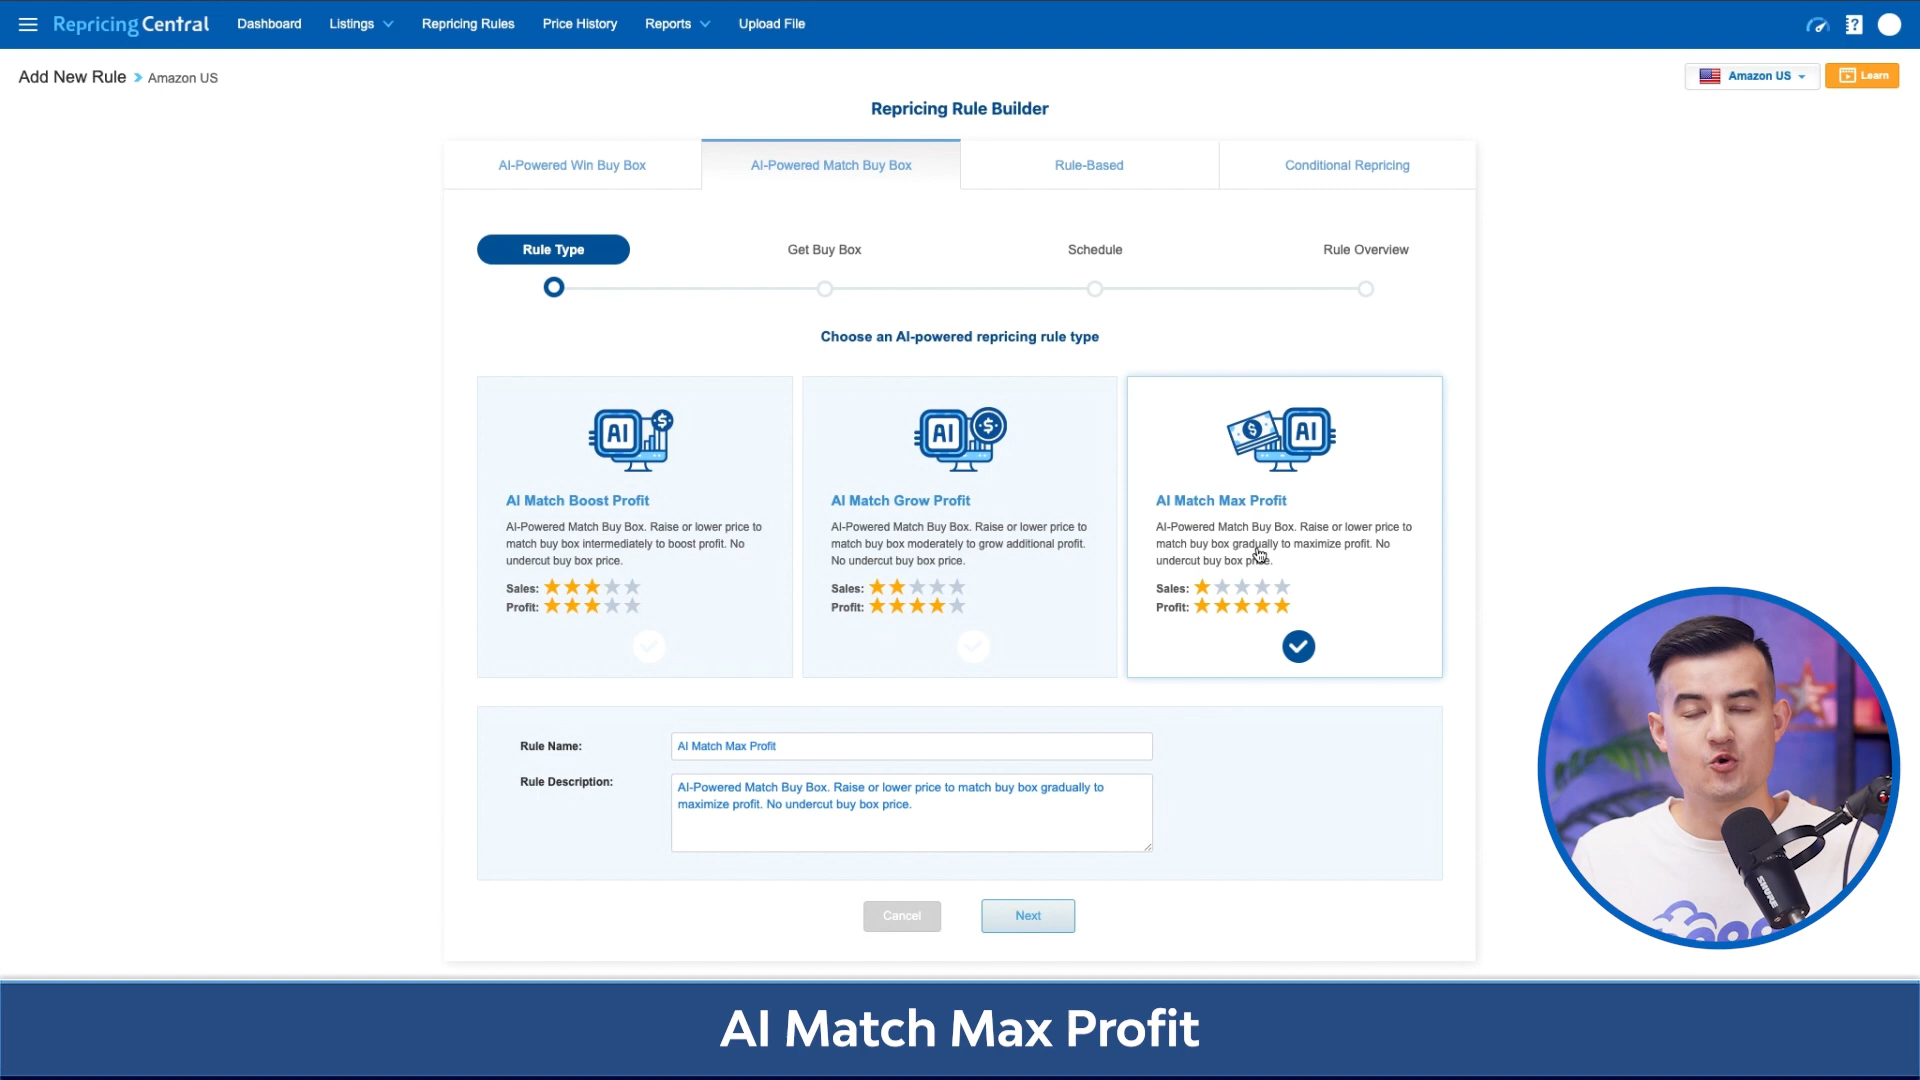 RepricingCentral
Dashboard
Listings
Repricing Rules
Price History
Reports
Upload File
?
Add New Rule
Amazon US
Amazon US
Learn
Repricing Rule Builder
AI-Powered Win Buy Box
AI-Powered Match Buy Box
Rule-Based
Conditional Repricing
Rule Type
Get Buy Box
Schedule
Rule Overview
Choose an AI-powered repricing rule type
AI $
AI Match Boost Profit
AI-Powered Match Buy Box. Raise or lower price to
match buy box intermediately to boost profit. No
undercut buy box price.
Sales:
Profit:
AI $
AI Match Grow Profit
AI-Powered Match Buy Box. Raise or lower price to
match buy box moderately to grow additional profit.
No undercut buy box price.
Sales:
Profit:
$ AI
AI Match Max Profit
AI-Powered Match Buy Box. Raise or lower price to
match buy box gradually to maximize profit. No
undercut buy box price.
Sales:
Profit:
Rule Name:
AI Match Max Profit
Rule Description:
AI-Powered Match Buy Box. Raise or lower price to match buy box gradually to
maximize profit. No undercut buy box price.
Cancel
Next
SHURE
AI Match Max Profit